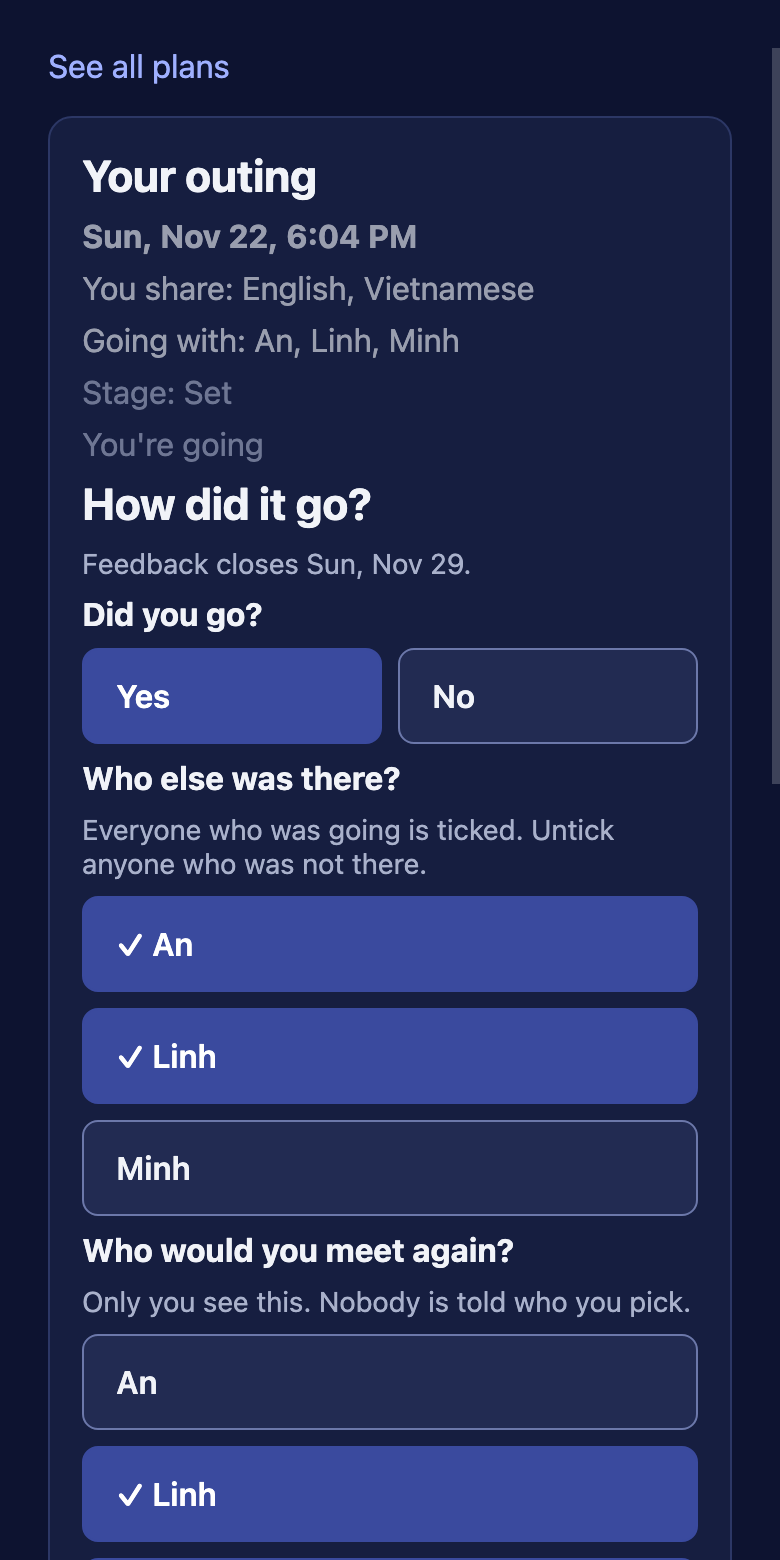 See all plans
Your outing
Sun, Nov 22, 6:04 PM
You share: English, Vietnamese
Going with: An, Linh, Minh
Stage: Set
You're going
How did it go?
Feedback closes Sun, Nov 29.
Did you go?
Yes
No
Who else was there?
Everyone who was going is ticked. Untick
anyone who was not there.
✓ An
✓ Linh
Minh
Who would you meet again?
Only you see this. Nobody is told who you pick.
An
✓ Linh